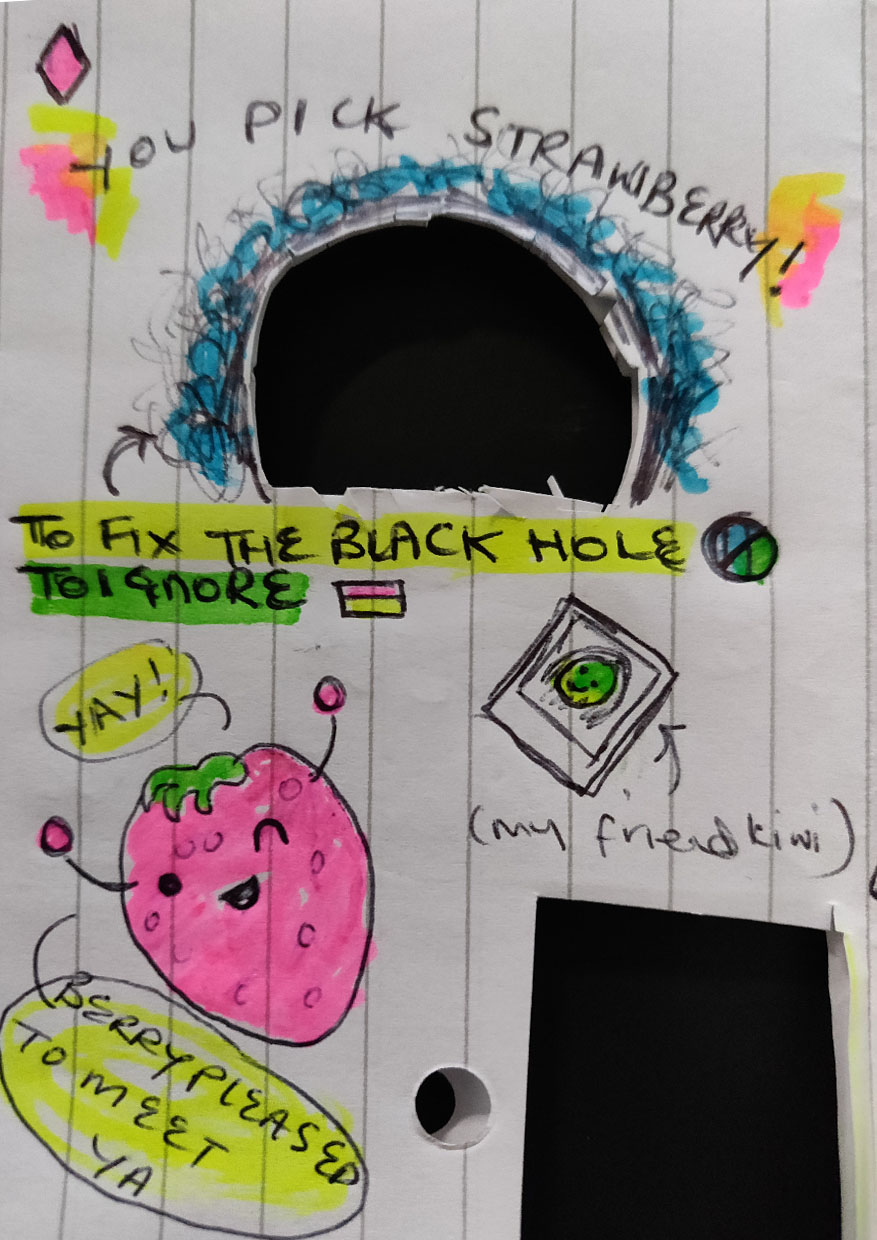 YOU PICK STRAWBERRY!
TO FIX THE BLACK HOLE
TO IGNORE
YAY!
(my friend kiwi)
BERRY PLEASED
TO MEET
YA